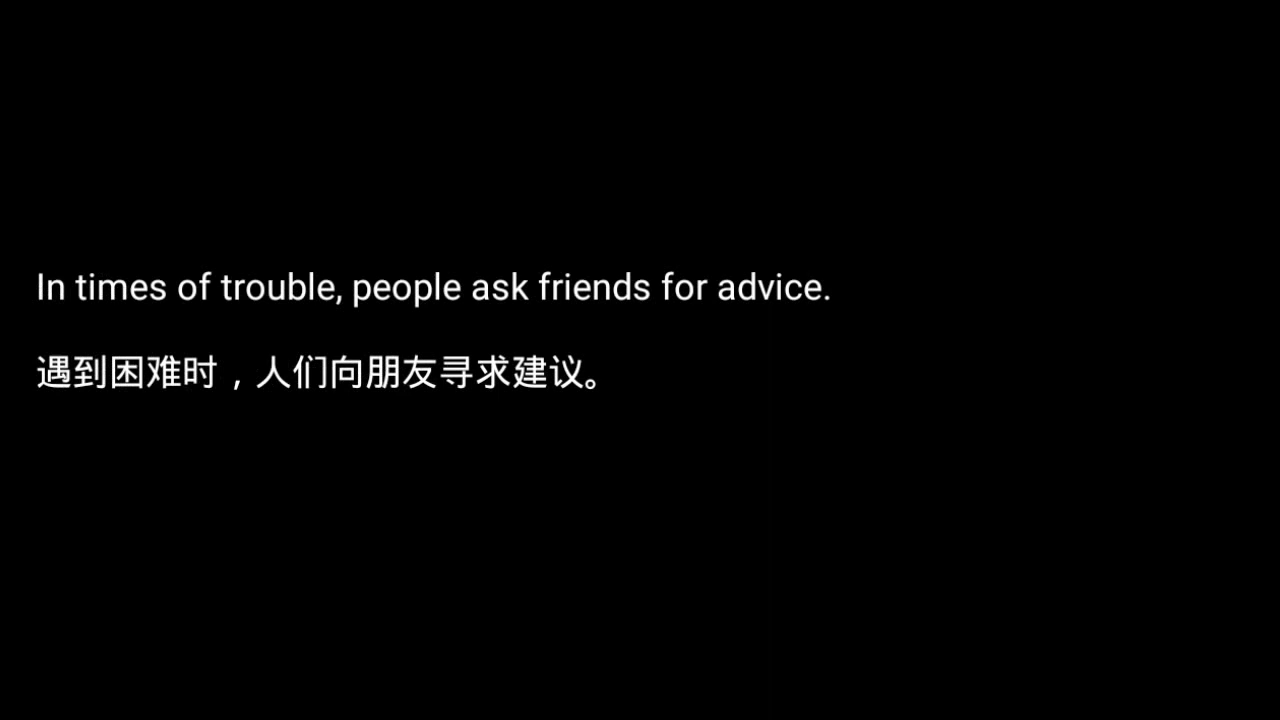 In times of trouble, people ask friends for advice.
遇到困难时，人们向朋友寻求建议。